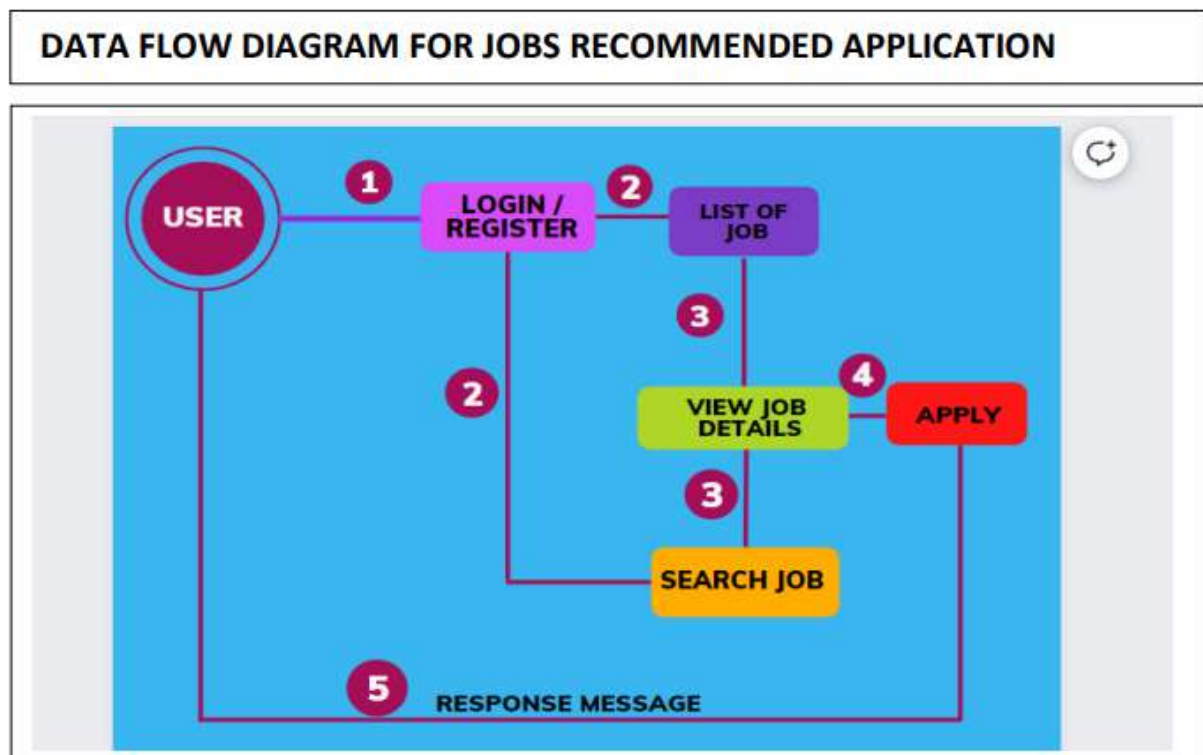 DATA FLOW DIAGRAM FOR JOBS RECOMMENDED APPLICATION
1
2
USER
LOGIN /
REGISTER
LIST OF
JOB
3
4
2
VIEW JOB
DETAILS
APPLY
3
SEARCH JOB
5
RESPONSE MESSAGE